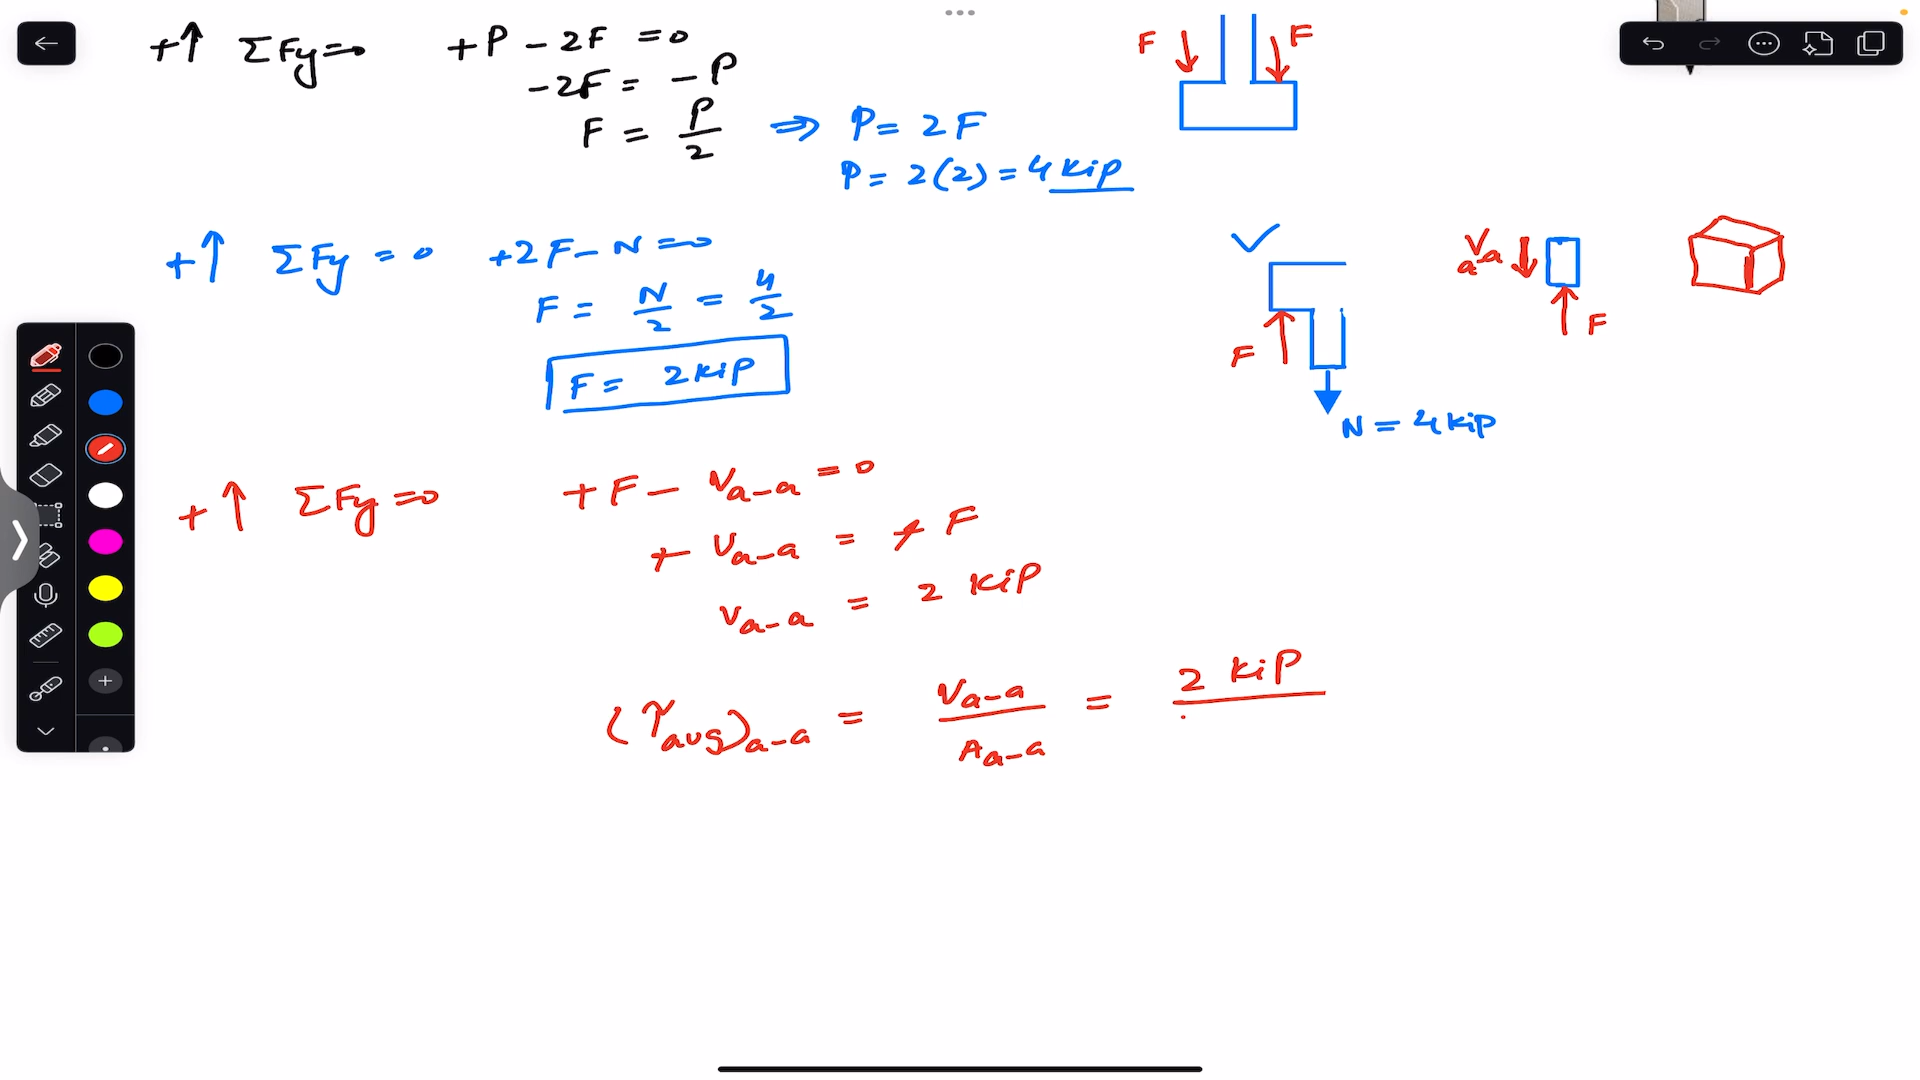 +↑ ΣFy=0 +P - 2F = 0
-2F = - P
F = P/2 ⇒ P = 2F
P = 2(2) = 4 kip
F F
+↑ ΣFy = 0 +2F - N = 0
F = N/2 = 4/2
F = 2 kip
F
N = 4 kip
Va-a
F
+↑ ΣFy = 0 +F - Va-a = 0
+ Va-a = + F
Va-a = 2 kip
(τavg)a-a = Va-a/Aa-a = 2 kip